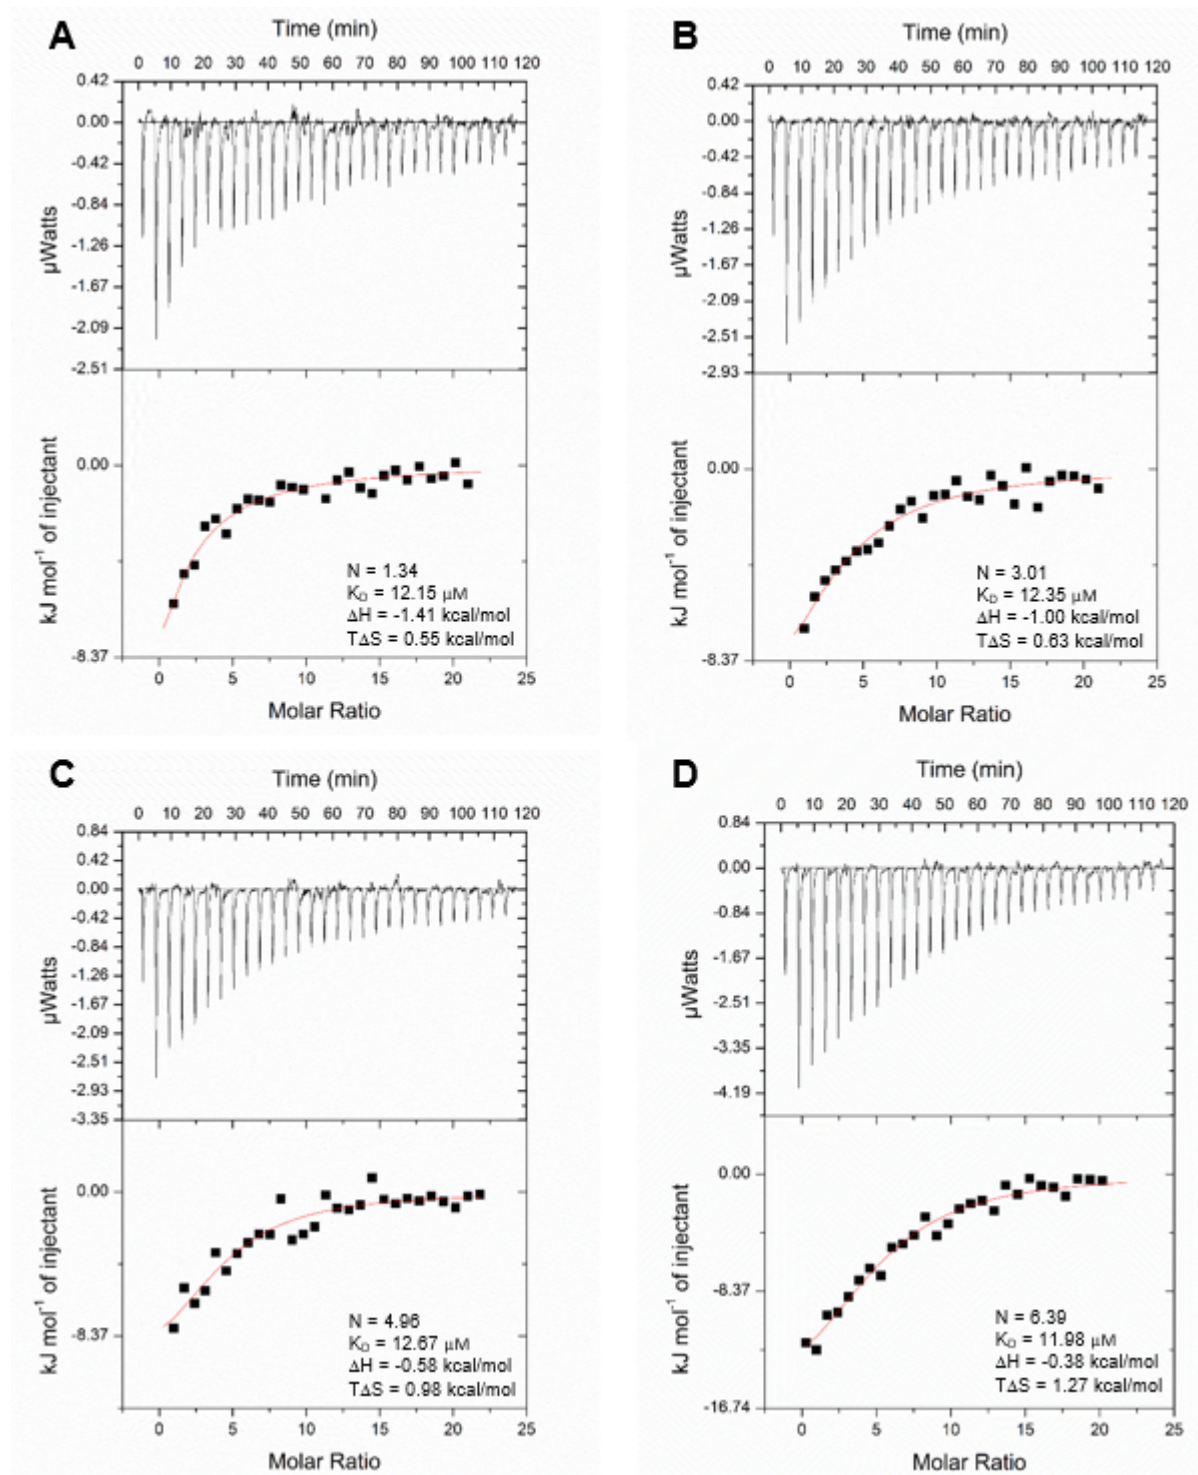 A
Time (min)
0 10 20 30 40 50 60 70 80 90 100 110 120
0.42
0.00
-0.42
-0.84
-1.26
-1.67
-2.09
-2.51
µWatts
0.00
-8.37
kJ mol⁻¹ of injectant
N = 1.34
K_D = 12.15 µM
ΔH = -1.41 kcal/mol
TΔS = 0.55 kcal/mol
0 5 10 15 20 25
Molar Ratio
B
Time (min)
0 10 20 30 40 50 60 70 80 90 100 110 120
0.42
0.00
-0.42
-0.84
-1.26
-1.67
-2.09
-2.51
-2.93
µWatts
0.00
-8.37
kJ mol⁻¹ of injectant
N = 3.01
K_D = 12.35 µM
ΔH = -1.00 kcal/mol
TΔS = 0.63 kcal/mol
0 5 10 15 20 25
Molar Ratio
C
Time (min)
0 10 20 30 40 50 60 70 80 90 100 110 120
0.84
0.42
0.00
-0.42
-0.84
-1.26
-1.67
-2.09
-2.51
-2.93
-3.35
µWatts
0.00
-8.37
kJ mol⁻¹ of injectant
N = 4.96
K_D = 12.67 µM
ΔH = -0.58 kcal/mol
TΔS = 0.98 kcal/mol
0 5 10 15 20 25
Molar Ratio
D
Time (min)
0 10 20 30 40 50 60 70 80 90 100 110 120
0.84
0.00
-0.84
-1.67
-2.51
-3.35
-4.19
µWatts
0.00
-8.37
-16.74
kJ mol⁻¹ of injectant
N = 6.39
K_D = 11.98 µM
ΔH = -0.38 kcal/mol
TΔS = 1.27 kcal/mol
0 5 10 15 20 25
Molar Ratio